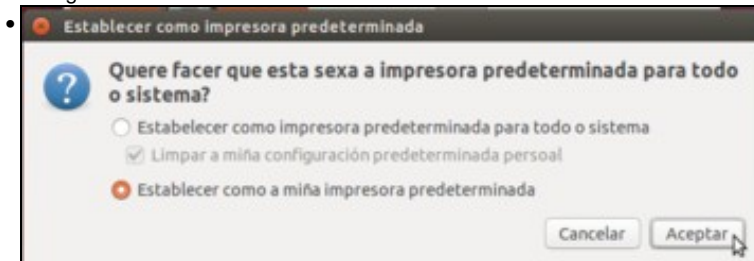 Establecer como impresora predeterminada
Quere facer que esta sexa a impresora predeterminada para todo
o sistema?
Estabelecer como impresora predeterminada para todo o sistema
Limpar a miña configuración predeterminada persoal
Establecer como a miña impresora predeterminada
Cancelar Aceptar